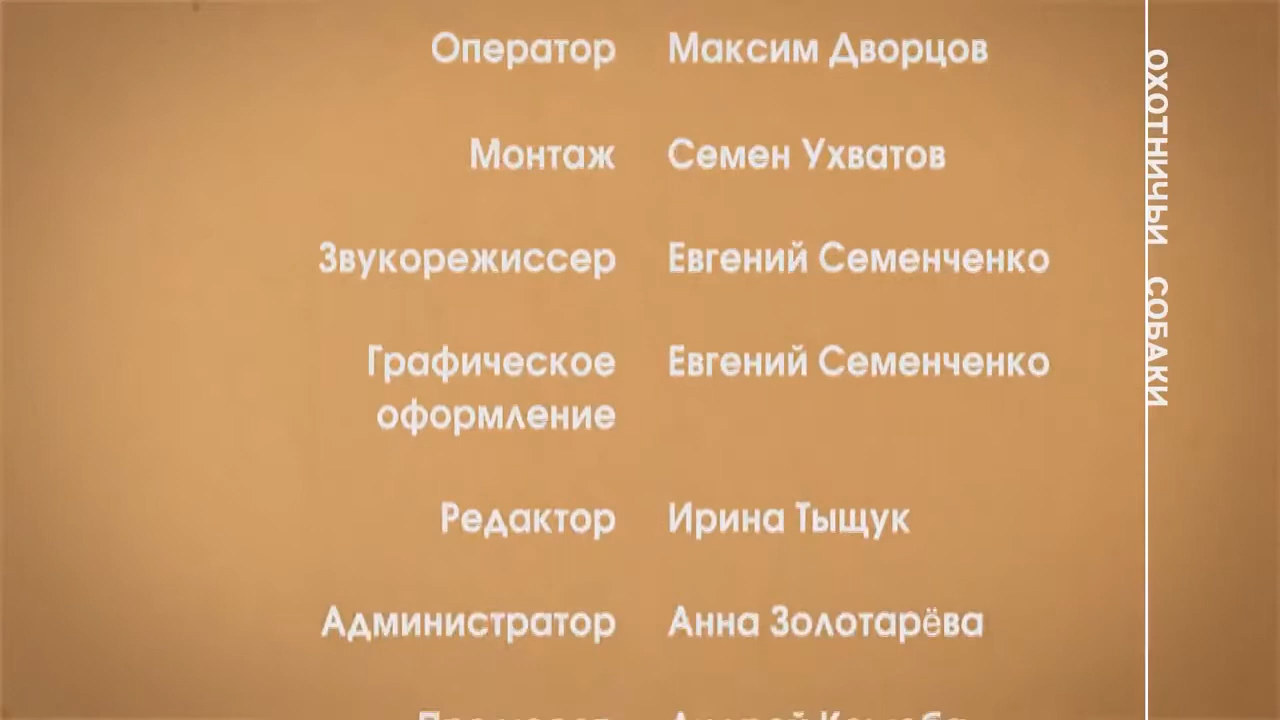 Оператор Максим Дворцов
Монтаж Семен Ухватов
Звукорежиссер Евгений Семенченко
Графическое Евгений Семенченко
оформление
Редактор Ирина Тыщук
Администратор Анна Золотарёва
ОХОТНИЧЬИ СОБАКИ